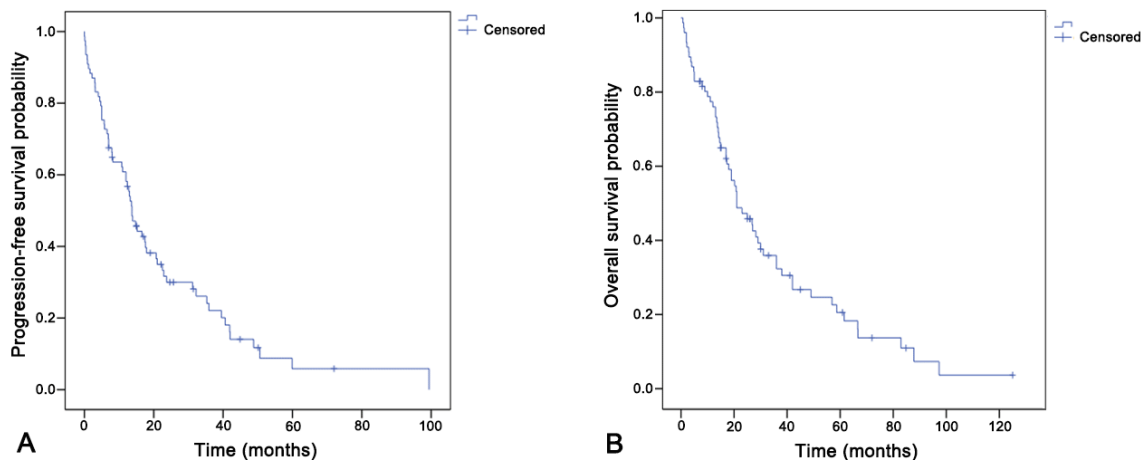 Progression-free survival probability
1.0
0.8
0.6
0.4
0.2
0.0
0 20 40 60 80 100
Time (months)
Censored
A
Overall survival probability
1.0
0.8
0.6
0.4
0.2
0.0
0 20 40 60 80 100 120
Time (months)
Censored
B